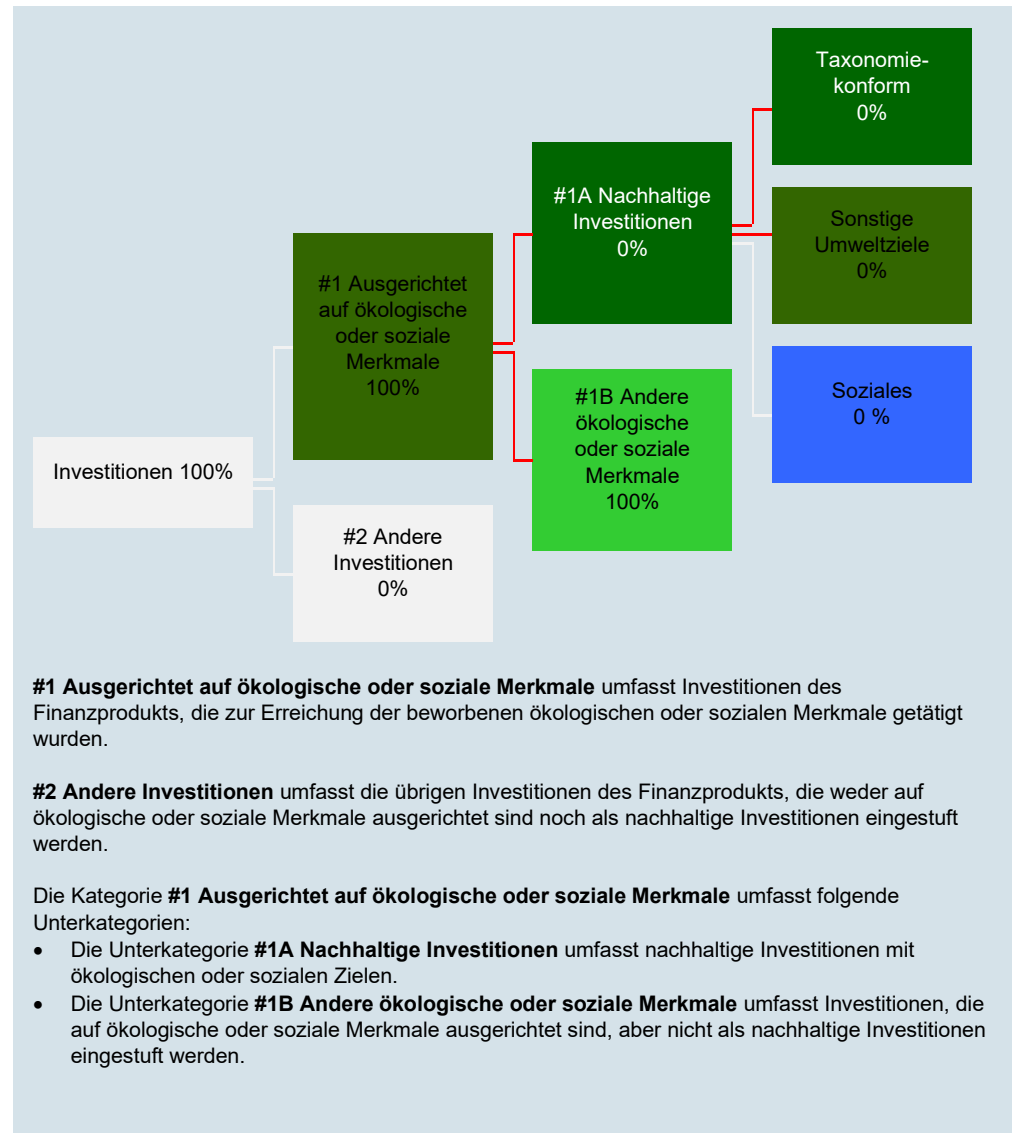 Taxonomie-
konform
0%
#1A Nachhaltige
Investitionen
0%
Sonstige
Umweltziele
0%
#1 Ausgerichtet
auf ökologische
oder soziale
Merkmale
100%
#1B Andere
ökologische
oder soziale
Merkmale
100%
Soziales
0 %
Investitionen 100%
#2 Andere
Investitionen
0%
#1 Ausgerichtet auf ökologische oder soziale Merkmale umfasst Investitionen des
Finanzprodukts, die zur Erreichung der beworbenen ökologischen oder sozialen Merkmale getätigt
wurden.
#2 Andere Investitionen umfasst die übrigen Investitionen des Finanzprodukts, die weder auf
ökologische oder soziale Merkmale ausgerichtet sind noch als nachhaltige Investitionen eingestuft
werden.
Die Kategorie #1 Ausgerichtet auf ökologische oder soziale Merkmale umfasst folgende
Unterkategorien:
• Die Unterkategorie #1A Nachhaltige Investitionen umfasst nachhaltige Investitionen mit
ökologischen oder sozialen Zielen.
• Die Unterkategorie #1B Andere ökologische oder soziale Merkmale umfasst Investitionen, die
auf ökologische oder soziale Merkmale ausgerichtet sind, aber nicht als nachhaltige Investitionen
eingestuft werden.